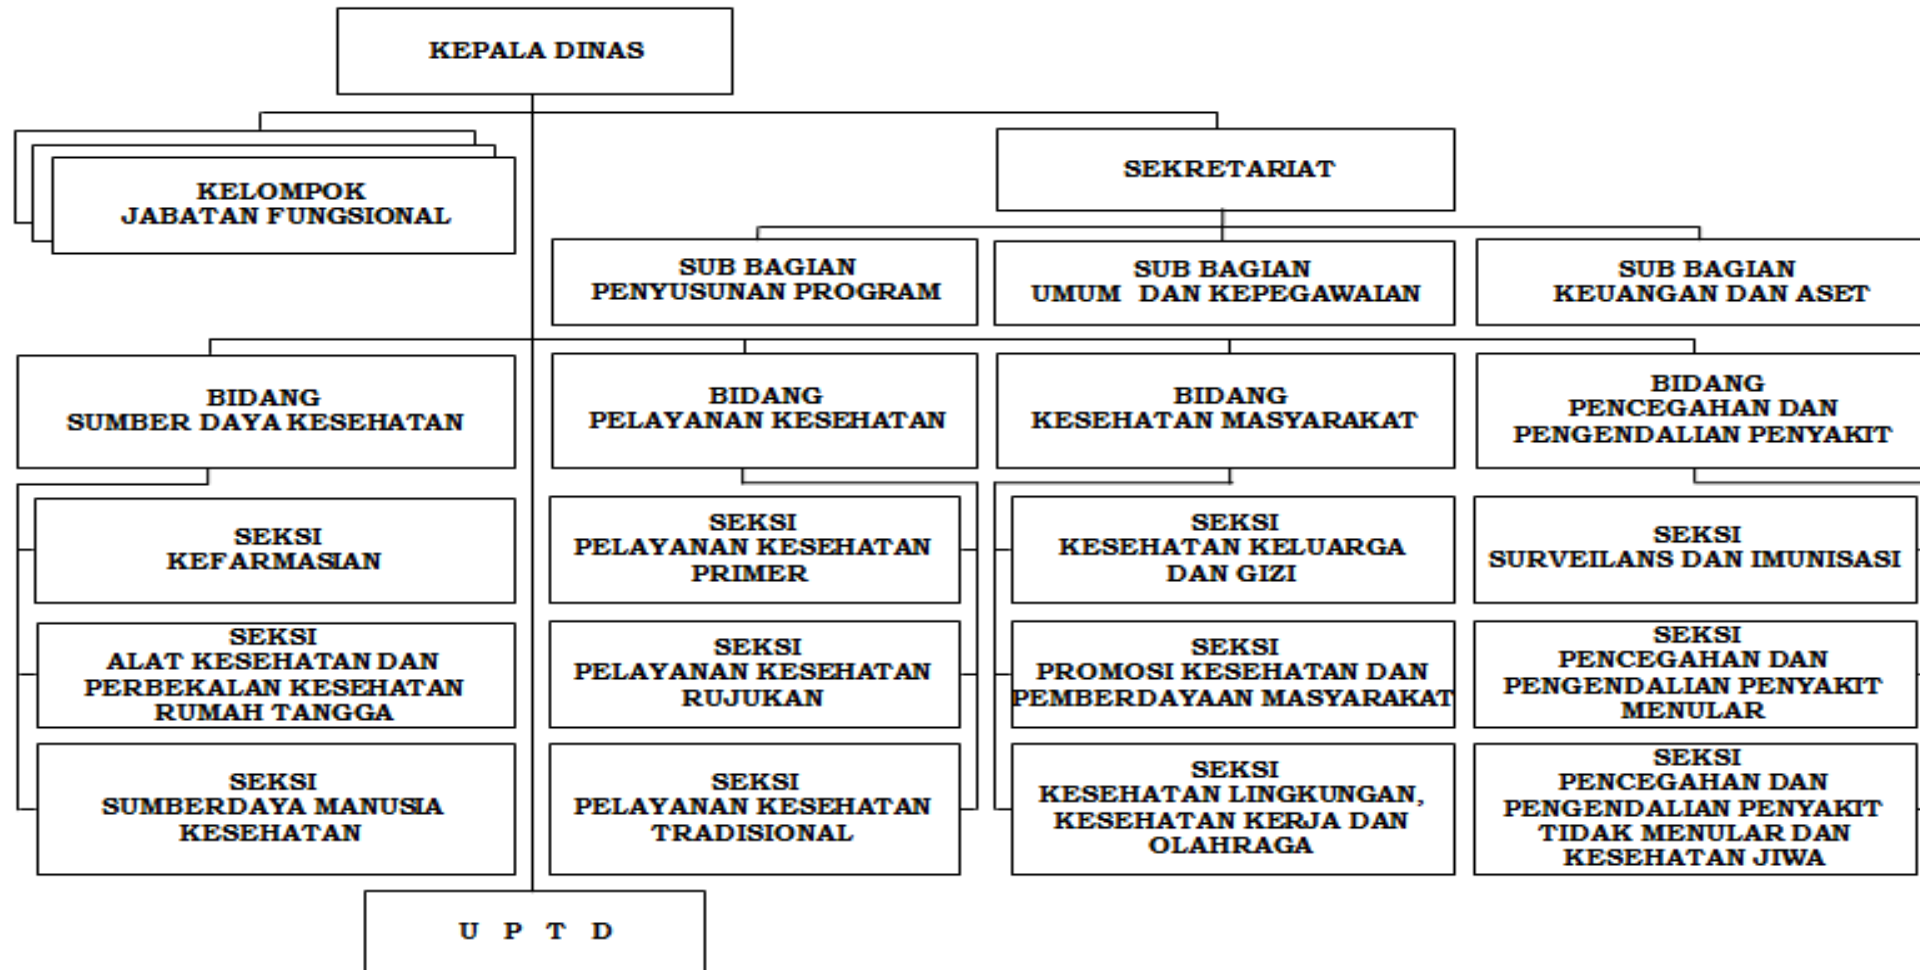 KEPALA DINAS
KELOMPOK
JABATAN FUNGSIONAL
SEKRETARIAT
SUB BAGIAN
PENYUSUNAN PROGRAM
SUB BAGIAN
UMUM DAN KEPEGAWAIAN
SUB BAGIAN
KEUANGAN DAN ASET
BIDANG
SUMBER DAYA KESEHATAN
BIDANG
PELAYANAN KESEHATAN
BIDANG
KESEHATAN MASYARAKAT
BIDANG
PENCEGAHAN DAN
PENGENDALIAN PENYAKIT
SEKSI
KEFARMASIAN
SEKSI
PELAYANAN KESEHATAN
PRIMER
SEKSI
KESEHATAN KELUARGA
DAN GIZI
SEKSI
SURVEILANS DAN IMUNISASI
SEKSI
ALAT KESEHATAN DAN
PERBEKALAN KESEHATAN
RUMAH TANGGA
SEKSI
PELAYANAN KESEHATAN
RUJUKAN
SEKSI
PROMOSI KESEHATAN DAN
PEMBERDAYAAN MASYARAKAT
SEKSI
PENCEGAHAN DAN
PENGENDALIAN PENYAKIT
MENULAR
SEKSI
SUMBERDAYA MANUSIA
KESEHATAN
SEKSI
PELAYANAN KESEHATAN
TRADISIONAL
SEKSI
KESEHATAN LINGKUNGAN,
KESEHATAN KERJA DAN
OLAHRAGA
SEKSI
PENCEGAHAN DAN
PENGENDALIAN PENYAKIT
TIDAK MENULAR DAN
KESEHATAN JIWA
U P T D